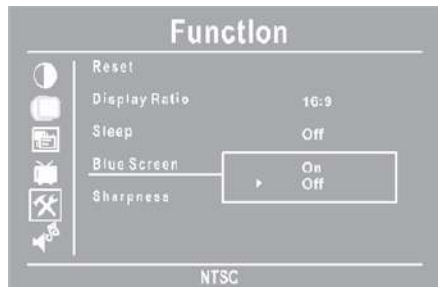 Function
Reset
Display Ratio 16:9
Sleep Off
Blue Screen On
Off
Sharpness
NTSC